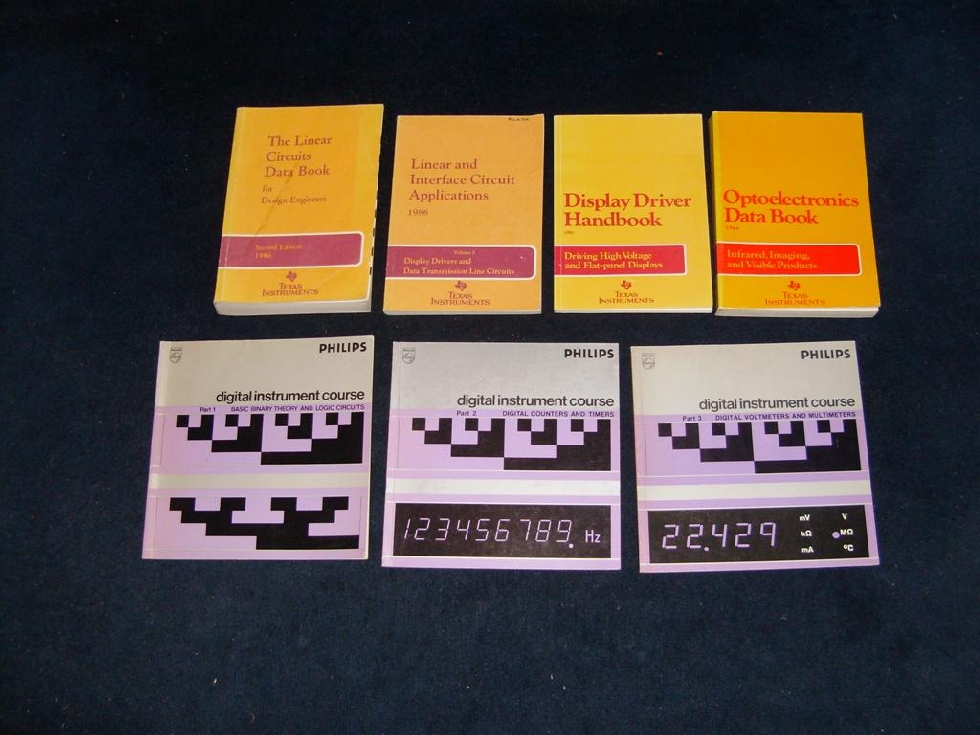 The Linear
Circuits
Data Book
for
Design Engineers
Second Edition
1986
TEXAS
INSTRUMENTS
Linear and
Interface Circuit
Applications
1986
Volume 1
Display Drivers and
Data Transmission Line Circuits
TEXAS
INSTRUMENTS
Display Driver
Handbook
Driving High Voltage
and Flat-panel Displays
TEXAS
INSTRUMENTS
Optoelectronics
Data Book
Infrared, Imaging,
and Visible Products
TEXAS
INSTRUMENTS
PHILIPS
digital instrument course
Part 1 BASIC BINARY THEORY AND LOGIC CIRCUITS
PHILIPS
digital instrument course
Part 2 DIGITAL COUNTERS AND TIMERS
123456789. Hz
PHILIPS
digital instrument course
Part 3 DIGITAL VOLTMETERS AND MULTIMETERS
22.429
mV V
kΩ MΩ
mA °C